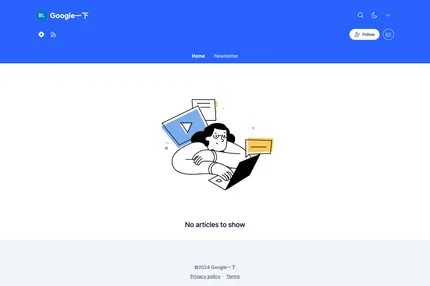 BL Google一下
Follow
Home Newsletter
No articles to show
©2024 Google一下
Privacy policy · Terms